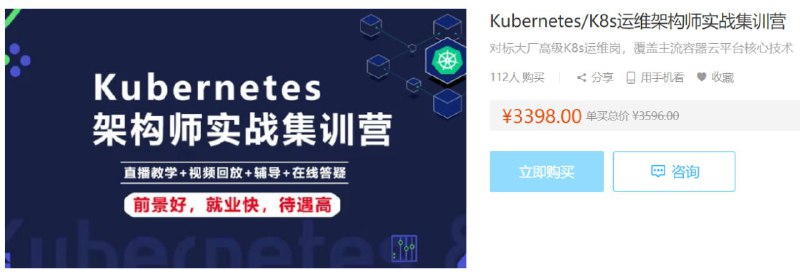 Kubernetes
架构师实战集训营
直播教学+视频回放+辅导+在线答疑
前景好，就业快，待遇高
Kubernetes 8
Kubernetes/K8s运维架构师实战集训营
对标大厂高级K8s运维岗，覆盖主流容器云平台核心技术
112人 购买 分享 用手机看 收藏
¥3398.00 单买总价 ¥3596.00
立即购买 咨询